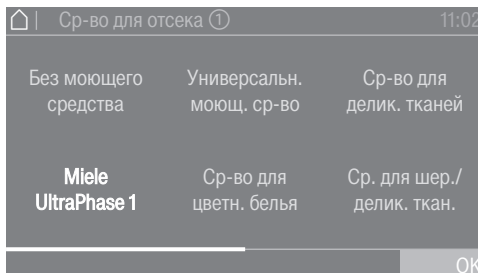 Ср-во для отсека ① 11:02
Без моющего средства
Универсальн. моющ. ср-во
Ср-во для делик. тканей
Miele UltraPhase 1
Ср-во для цветн. белья
Ср. для шер./ делик. ткан.
OK